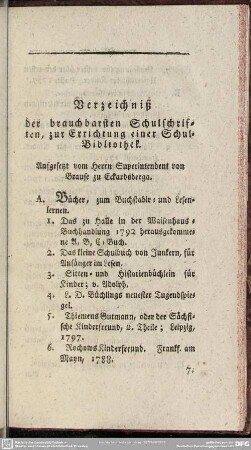 Verzeichniß
der brauchbarsten Schulschrif-
ten, zur Errichtung einer Schul-
Bibliothek.
Aufgesetzt vom Herrn Superintendent von
Brause zu Eckardsberga.
A. Bücher, zum Buchstabir- und Lesen-
lernen.
1. Das zu Halle in der Waisenhaus-
Buchhandlung 1792 herausgekomme-
ne A, B, C, Buch.
2. Das kleine Schulbuch von Junkern, für
Anfänger im Lesen.
3. Sitten- und Historienbüchlein für
Kinder; v. Adolph.
4. L. D. Büchlings neuester Tugendspie-
gel.
5. Thiemens Gutmann, oder der Sächsi-
sche Kinderfreund, 2 Theile; Leipzig,
1797.
6. Rochows Kinderfreund. Frankf. am
Mayn, 1788.
7.